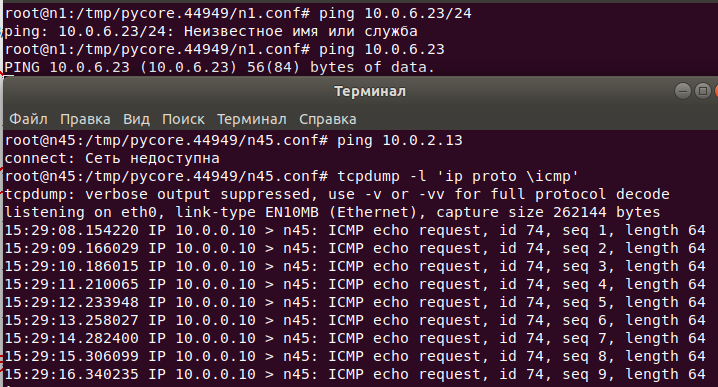 root@n1:/tmp/pycore.44949/n1.conf# ping 10.0.6.23/24
ping: 10.0.6.23/24: Неизвестное имя или служба
root@n1:/tmp/pycore.44949/n1.conf# ping 10.0.6.23
PING 10.0.6.23 (10.0.6.23) 56(84) bytes of data.
Терминал
Файл Правка Вид Поиск Терминал Справка
root@n45:/tmp/pycore.44949/n45.conf# ping 10.0.2.13
connect: Сеть недоступна
root@n45:/tmp/pycore.44949/n45.conf# tcpdump -l 'ip proto \icmp'
tcpdump: verbose output suppressed, use -v or -vv for full protocol decode
listening on eth0, link-type EN10MB (Ethernet), capture size 262144 bytes
15:29:08.154220 IP 10.0.0.10 > n45: ICMP echo request, id 74, seq 1, length 64
15:29:09.166029 IP 10.0.0.10 > n45: ICMP echo request, id 74, seq 2, length 64
15:29:10.186015 IP 10.0.0.10 > n45: ICMP echo request, id 74, seq 3, length 64
15:29:11.210065 IP 10.0.0.10 > n45: ICMP echo request, id 74, seq 4, length 64
15:29:12.233948 IP 10.0.0.10 > n45: ICMP echo request, id 74, seq 5, length 64
15:29:13.258027 IP 10.0.0.10 > n45: ICMP echo request, id 74, seq 6, length 64
15:29:14.282400 IP 10.0.0.10 > n45: ICMP echo request, id 74, seq 7, length 64
15:29:15.306099 IP 10.0.0.10 > n45: ICMP echo request, id 74, seq 8, length 64
15:29:16.340235 IP 10.0.0.10 > n45: ICMP echo request, id 74, seq 9, length 64